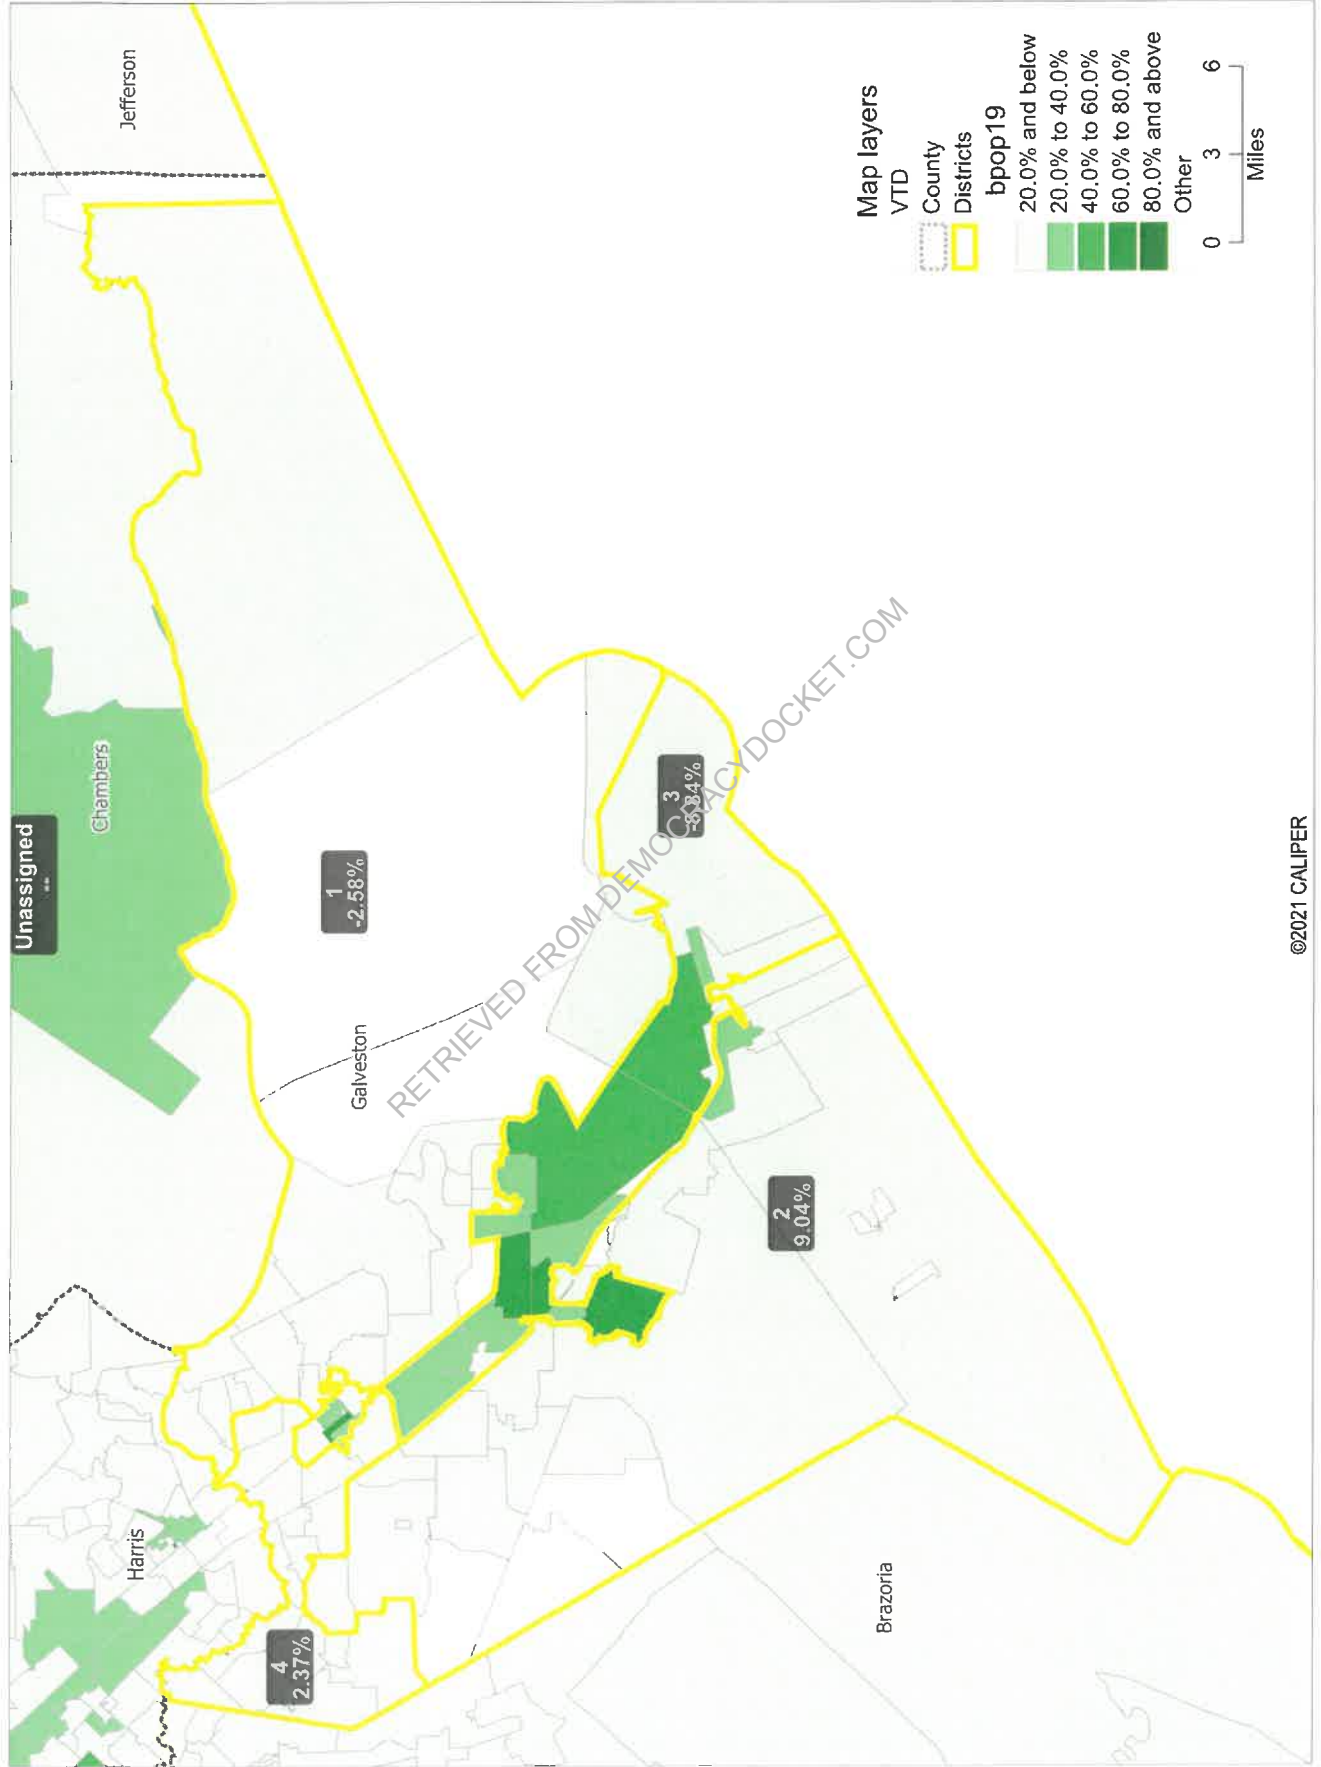 Jefferson
Unassigned
--
Chambers
1
-2.58%
Galveston
Harris
4
2.37%
3
-8.84%
2
9.04%
Brazoria
Map layers
VTD
County
Districts
bpop19
20.0% and below
20.0% to 40.0%
40.0% to 60.0%
60.0% to 80.0%
80.0% and above
Other
0 3 6
Miles
©2021 CALIPER
RETRIEVED FROM DEMOCRACYDOCKET.COM